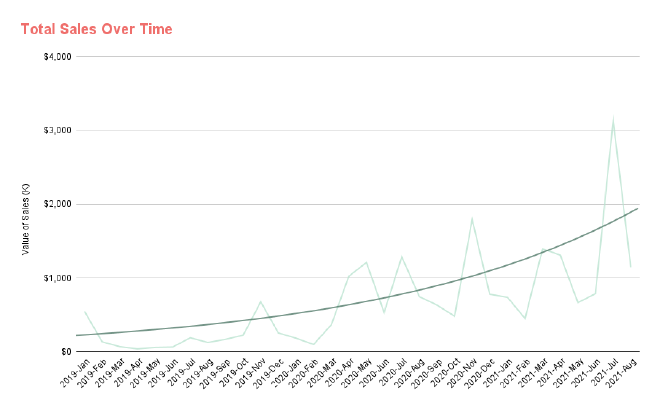 Total Sales Over Time
$4,000
$3,000
$2,000
$1,000
$0
Value of Sales (K)
2019-Jan
2019-Feb
2019-Mar
2019-Apr
2019-May
2019-Jun
2019-Jul
2019-Aug
2019-Sep
2019-Oct
2019-Nov
2019-Dec
2020-Jan
2020-Feb
2020-Mar
2020-Apr
2020-May
2020-Jun
2020-Jul
2020-Aug
2020-Sep
2020-Oct
2020-Nov
2020-Dec
2021-Jan
2021-Feb
2021-Mar
2021-Apr
2021-May
2021-Jun
2021-Jul
2021-Aug